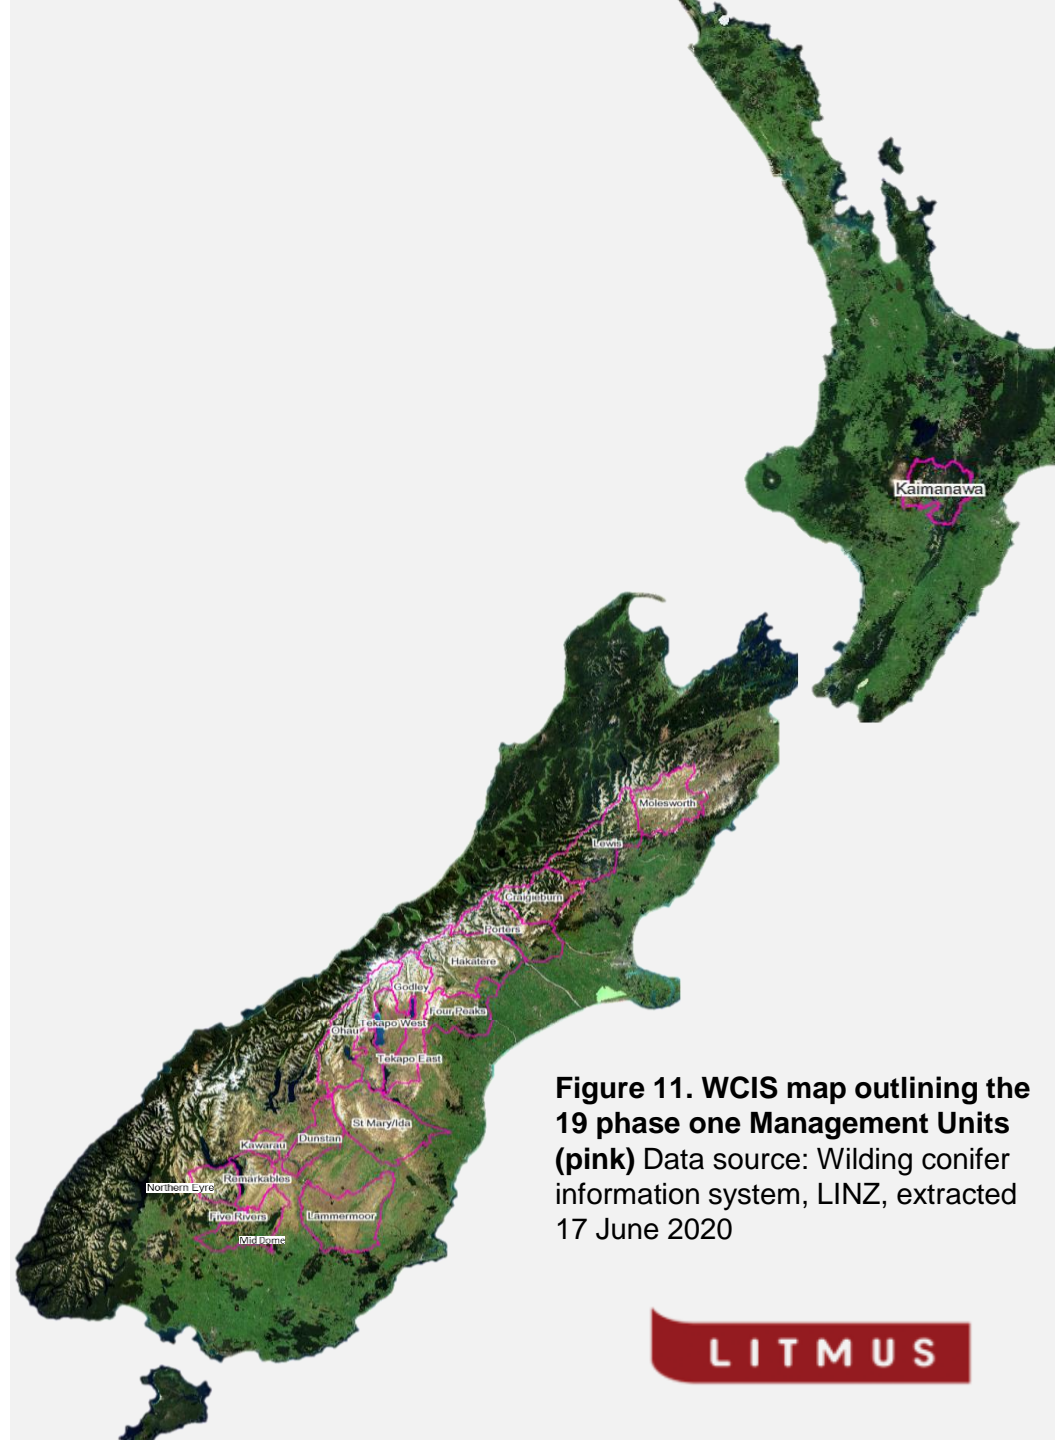 Kaimanawa
Molesworth
Lewis
Craigieburn
Porters
Hakatere
Godley
Four Peaks
Tekapo West
Ohau
Tekapo East
St Mary/Ida
Dunstan
Kawarau
Remarkables
Northern Eyre
Five Rivers
Lammermoor
Mid Dome
Figure 11. WCIS map outlining the
19 phase one Management Units
(pink) Data source: Wilding conifer
information system, LINZ, extracted
17 June 2020
LITMUS